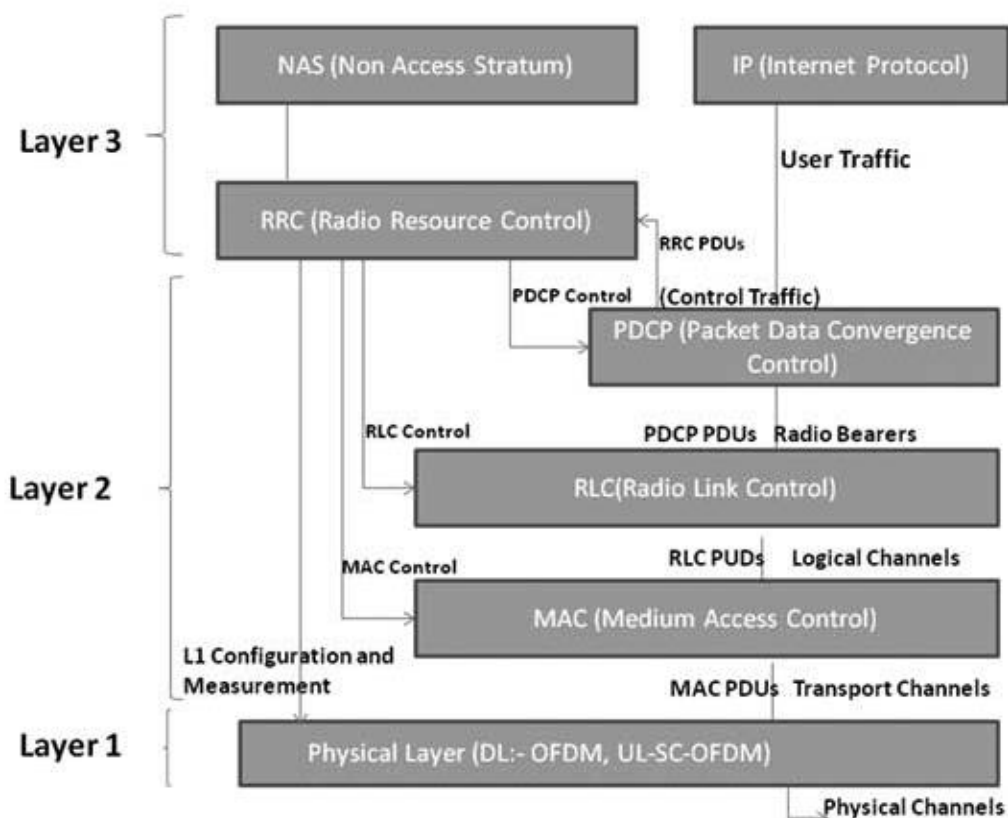 NAS (Non Access Stratum)
IP (Internet Protocol)
Layer 3
User Traffic
RRC (Radio Resource Control)
RRC PDUs
PDCP Control
(Control Traffic)
PDCP (Packet Data Convergence
Control)
RLC Control
PDCP PDUs Radio Bearers
Layer 2
RLC(Radio Link Control)
RLC PUDs Logical Channels
MAC Control
MAC (Medium Access Control)
L1 Configuration and
Measurement
MAC PDUs Transport Channels
Layer 1
Physical Layer (DL:- OFDM, UL-SC-OFDM)
Physical Channels